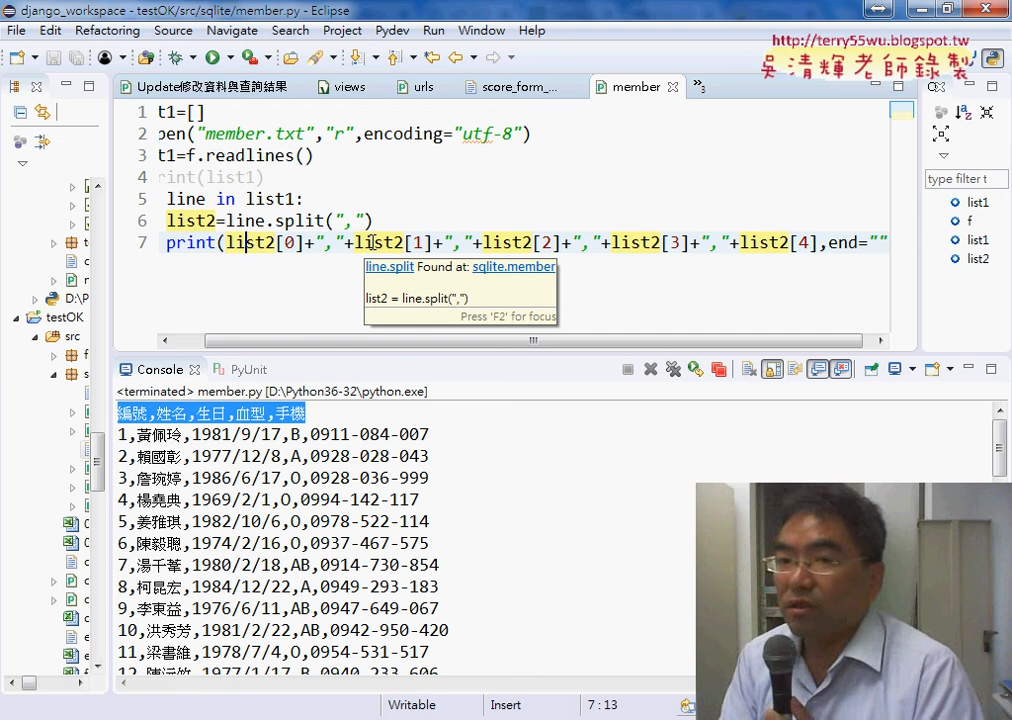 django_workspace - testOK/src/sqlite/member.py - Eclipse
File Edit Refactoring Source Navigate Search Project Pydev Run Window Help
http://terry55wu.blogspot.tw
吳清輝老師錄製
Update修改資料與查詢結果 views urls score_form_... member 3
1 t1=[]
2 pen("member.txt","r",encoding="utf-8")
3 t1=f.readlines()
4 rint(list1)
5 line in list1:
6 list2=line.split(",")
7 print(list2[0]+","+list2[1]+","+list2[2]+","+list2[3]+","+list2[4],end=""
line.split Found at: sqlite.member
list2 = line.split(",")
Press 'F2' for focus
type filter t
list1
f
list1
list2
D:\P
testOK
src
Console PyUnit
<terminated> member.py [D:\Python36-32\python.exe]
編號,姓名,生日,血型,手機
1,黃佩玲,1981/9/17,B,0911-084-007
2,賴國彰,1977/12/8,A,0928-028-043
3,詹琬婷,1986/6/17,O,0928-036-999
4,楊堯典,1969/2/1,O,0994-142-117
5,姜雅琪,1982/10/6,O,0978-522-114
6,陳毅聰,1974/2/16,O,0937-467-575
7,湯千峯,1980/2/18,AB,0914-730-854
8,柯昆宏,1984/12/22,A,0949-293-183
9,李東益,1976/6/11,AB,0947-649-067
10,洪秀芳,1981/2/22,AB,0942-950-420
11,梁書維,1978/7/4,O,0954-531-517
Writable Insert 7 : 13